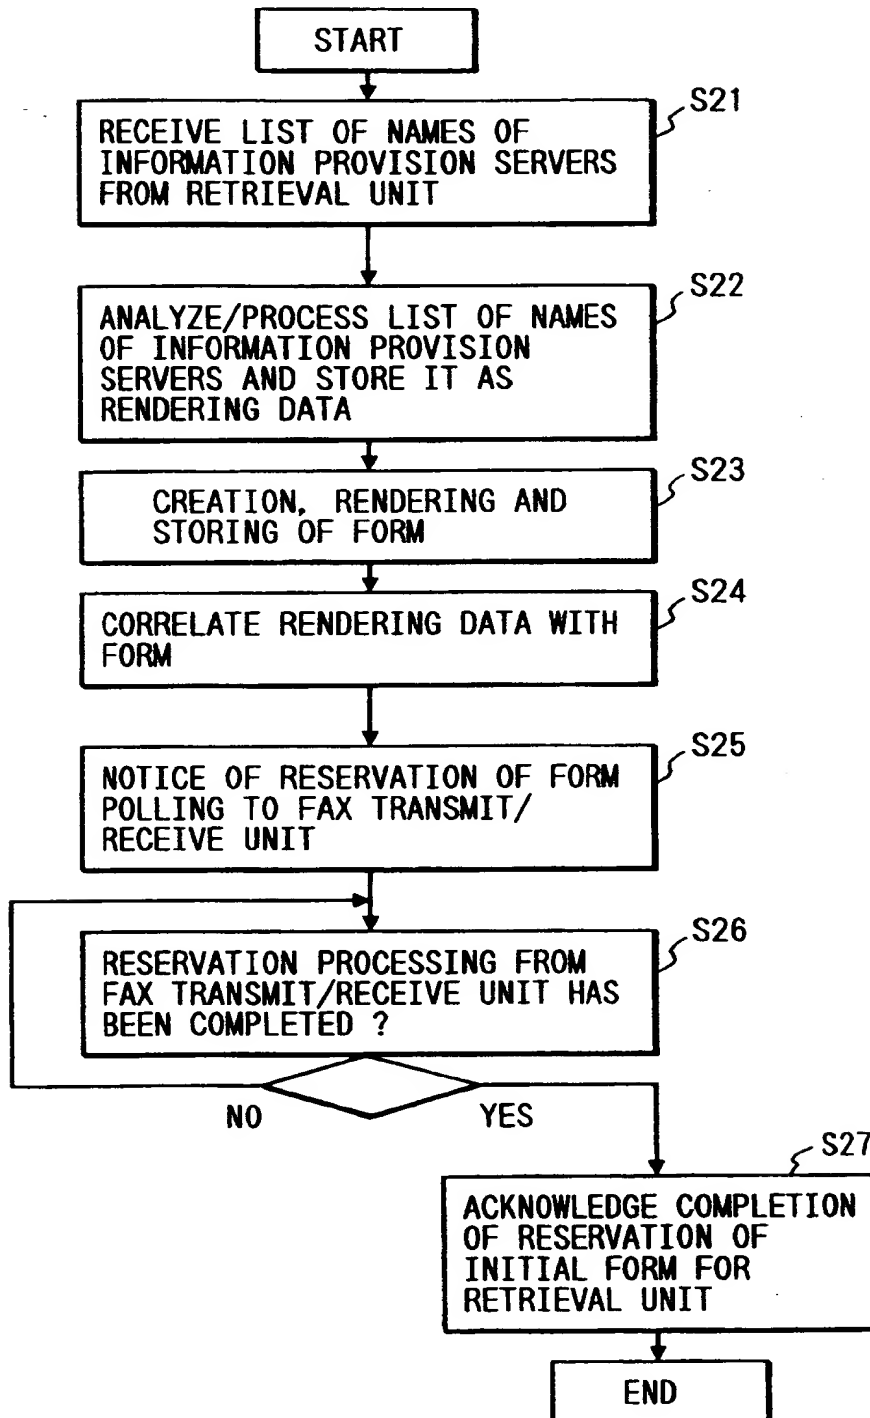 START
S21
RECEIVE LIST OF NAMES OF
INFORMATION PROVISION SERVERS
FROM RETRIEVAL UNIT
S22
ANALYZE/PROCESS LIST OF NAMES
OF INFORMATION PROVISION
SERVERS AND STORE IT AS
RENDERING DATA
S23
CREATION, RENDERING AND
STORING OF FORM
S24
CORRELATE RENDERING DATA WITH
FORM
S25
NOTICE OF RESERVATION OF FORM
POLLING TO FAX TRANSMIT/
RECEIVE UNIT
S26
RESERVATION PROCESSING FROM
FAX TRANSMIT/RECEIVE UNIT HAS
BEEN COMPLETED ?
NO
YES
S27
ACKNOWLEDGE COMPLETION
OF RESERVATION OF
INITIAL FORM FOR
RETRIEVAL UNIT
END